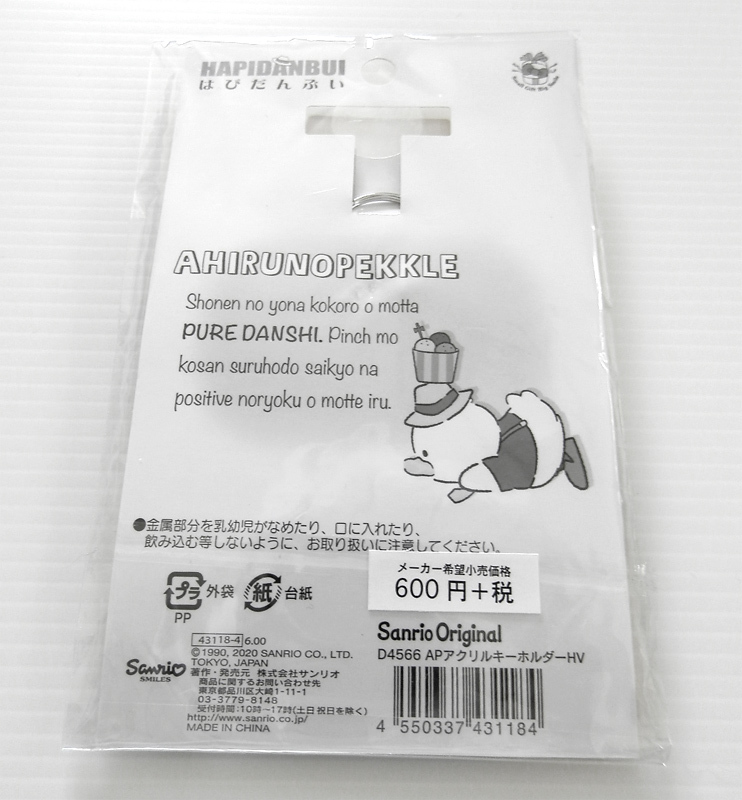 HAPIDANBUI
はぴだんぶい
Small Gift Big Smile
AHIRUNOPEKKLE
Shonen no yona kokoro o motta
PURE DANSHI. Pinch mo
kosan suruhodo saikyo na
positive noryoku o motte iru.
●金属部分を乳幼児がなめたり、口に入れたり、
飲み込む等しないように、お取り扱いに注意してください。
メーカー希望小売価格
600円+税
プラ 外袋 紙 台紙
PP
Sanrio Original
D4566 APアクリルキーホルダーHV
43118-4 6.00
©1990, 2020 SANRIO CO., LTD.
TOKYO, JAPAN
Sanrio
SMILES
著作・発売元 株式会社サンリオ
商品に関するお問い合わせ先
東京都品川区大崎1-11-1
03-3779-8148
受付時間:10時～17時(土日祝日を除く)
http://www.sanrio.co.jp/
MADE IN CHINA
4 550337 431184